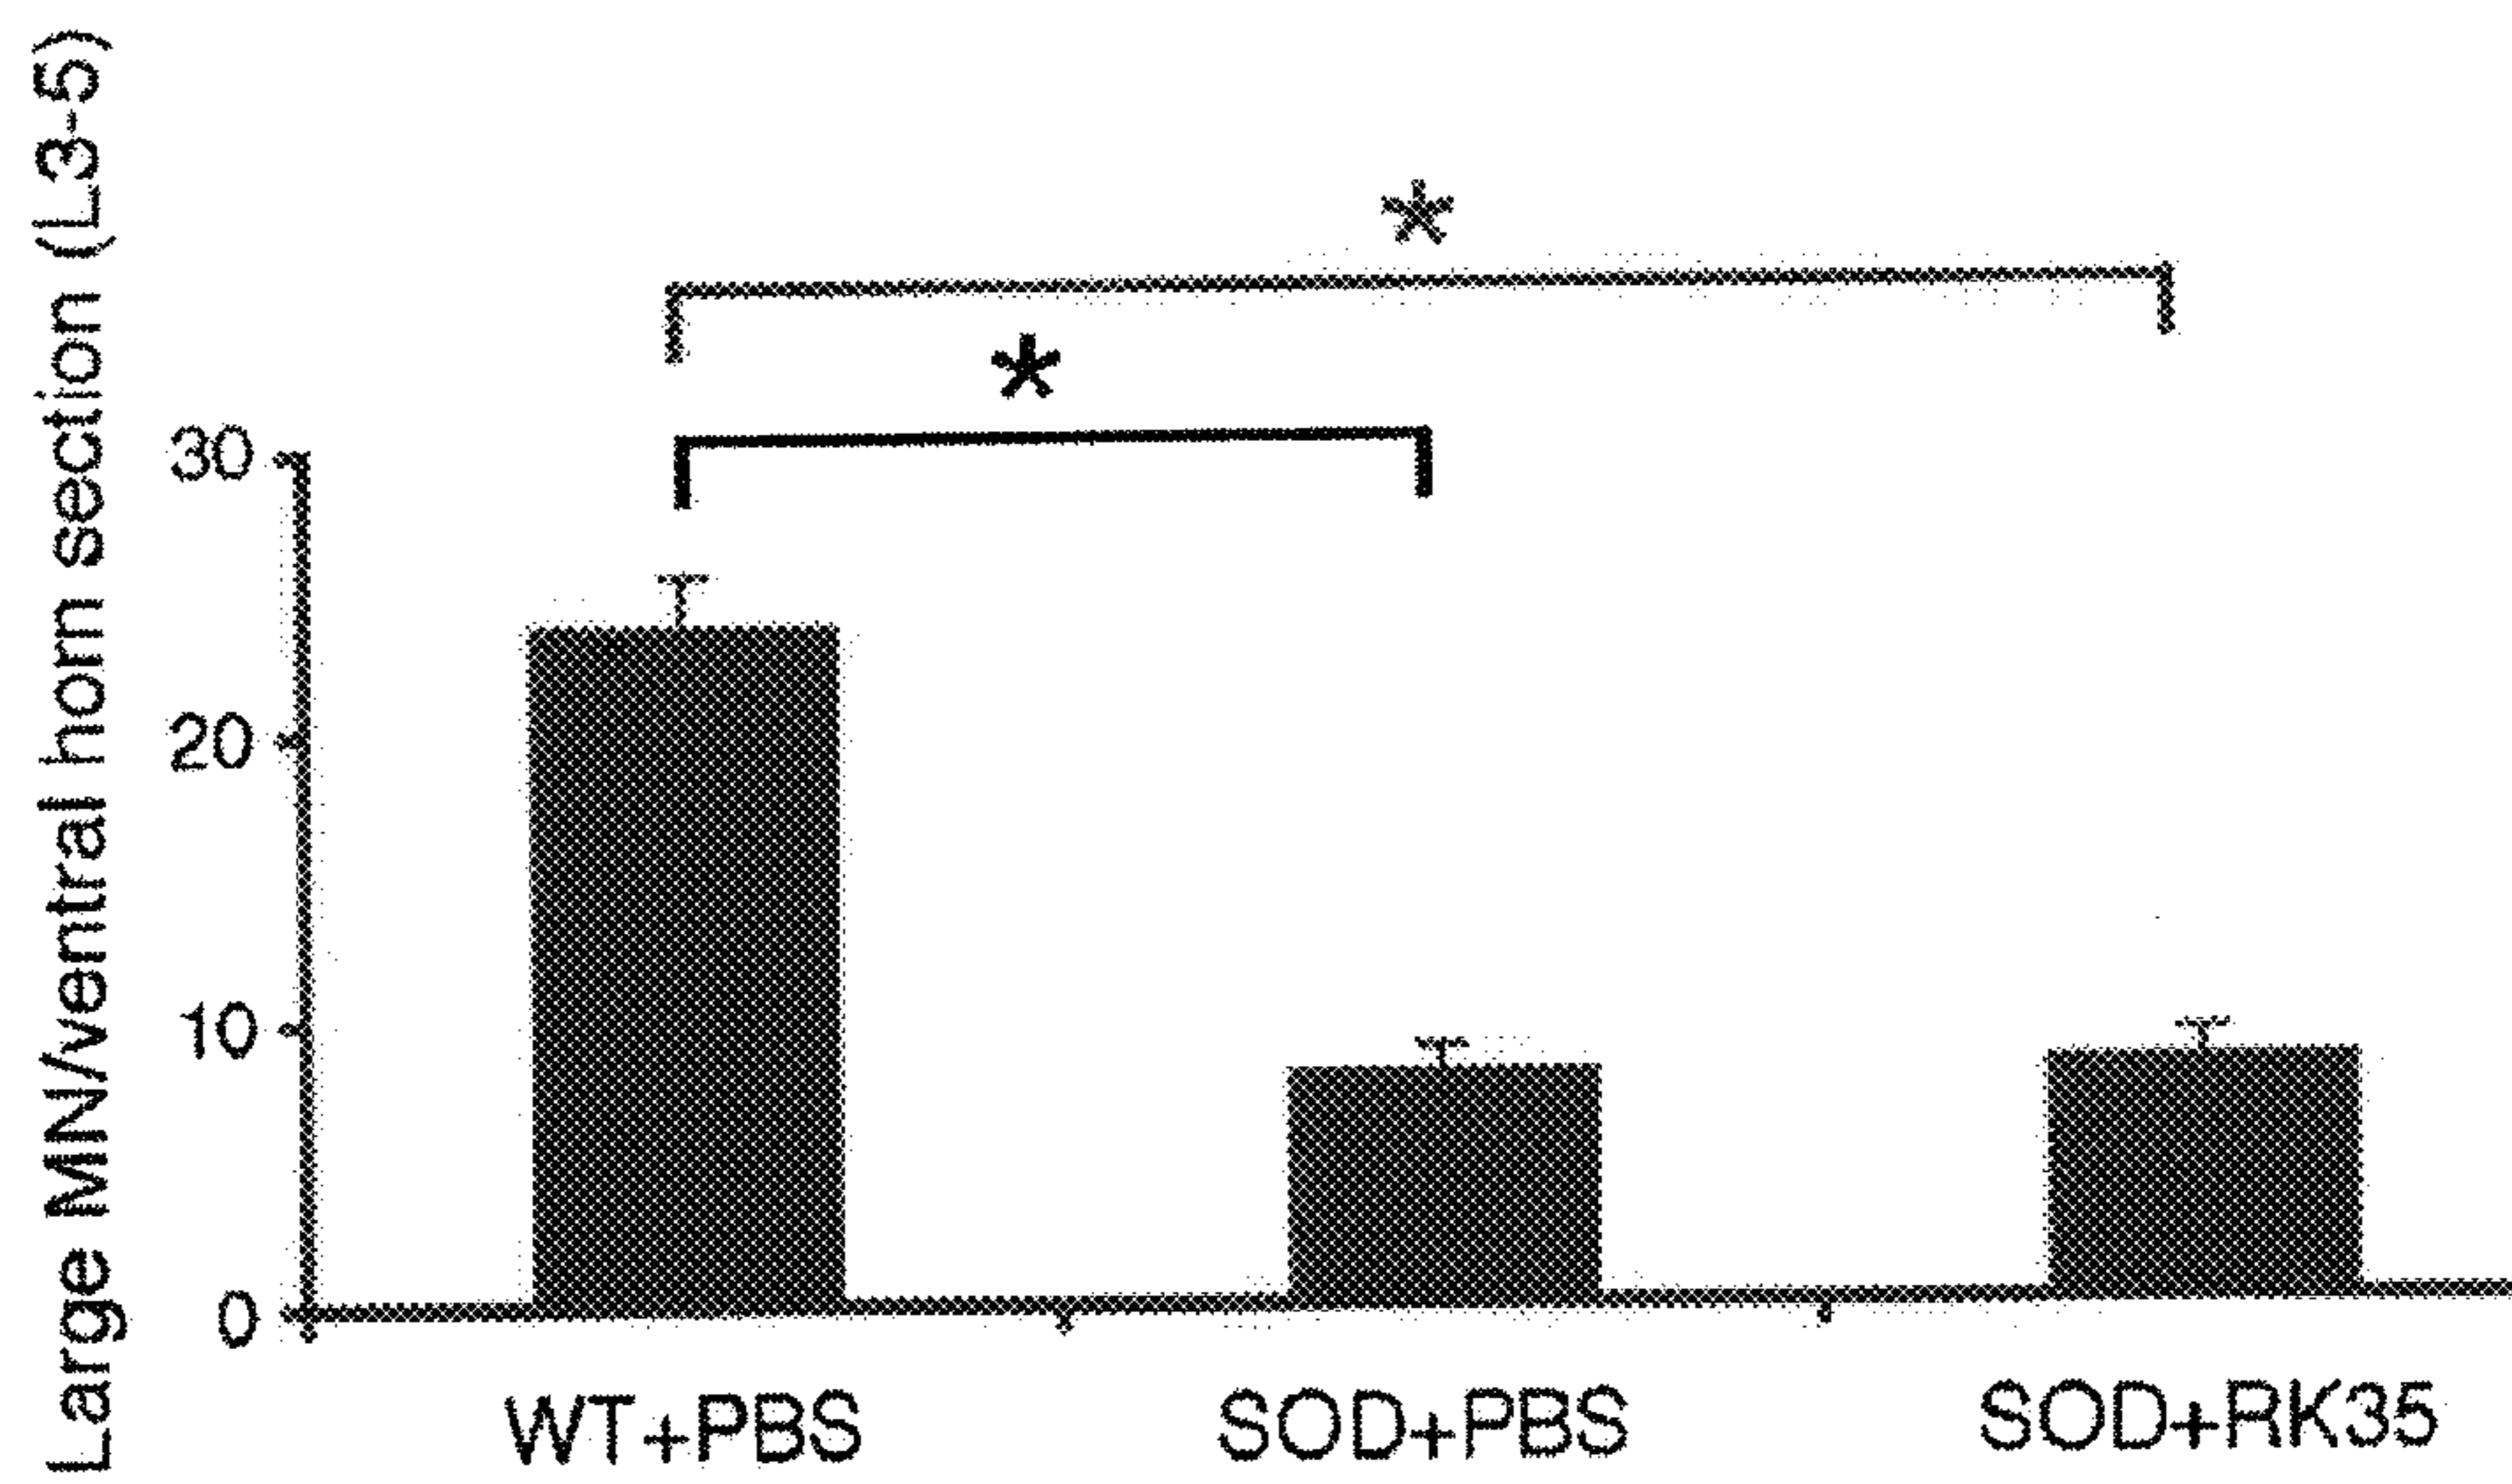 Large MN/ventral horn section (L3-5)
*
*
30
20
10
0
WT+PBS
SOD+PBS
SOD+RK35